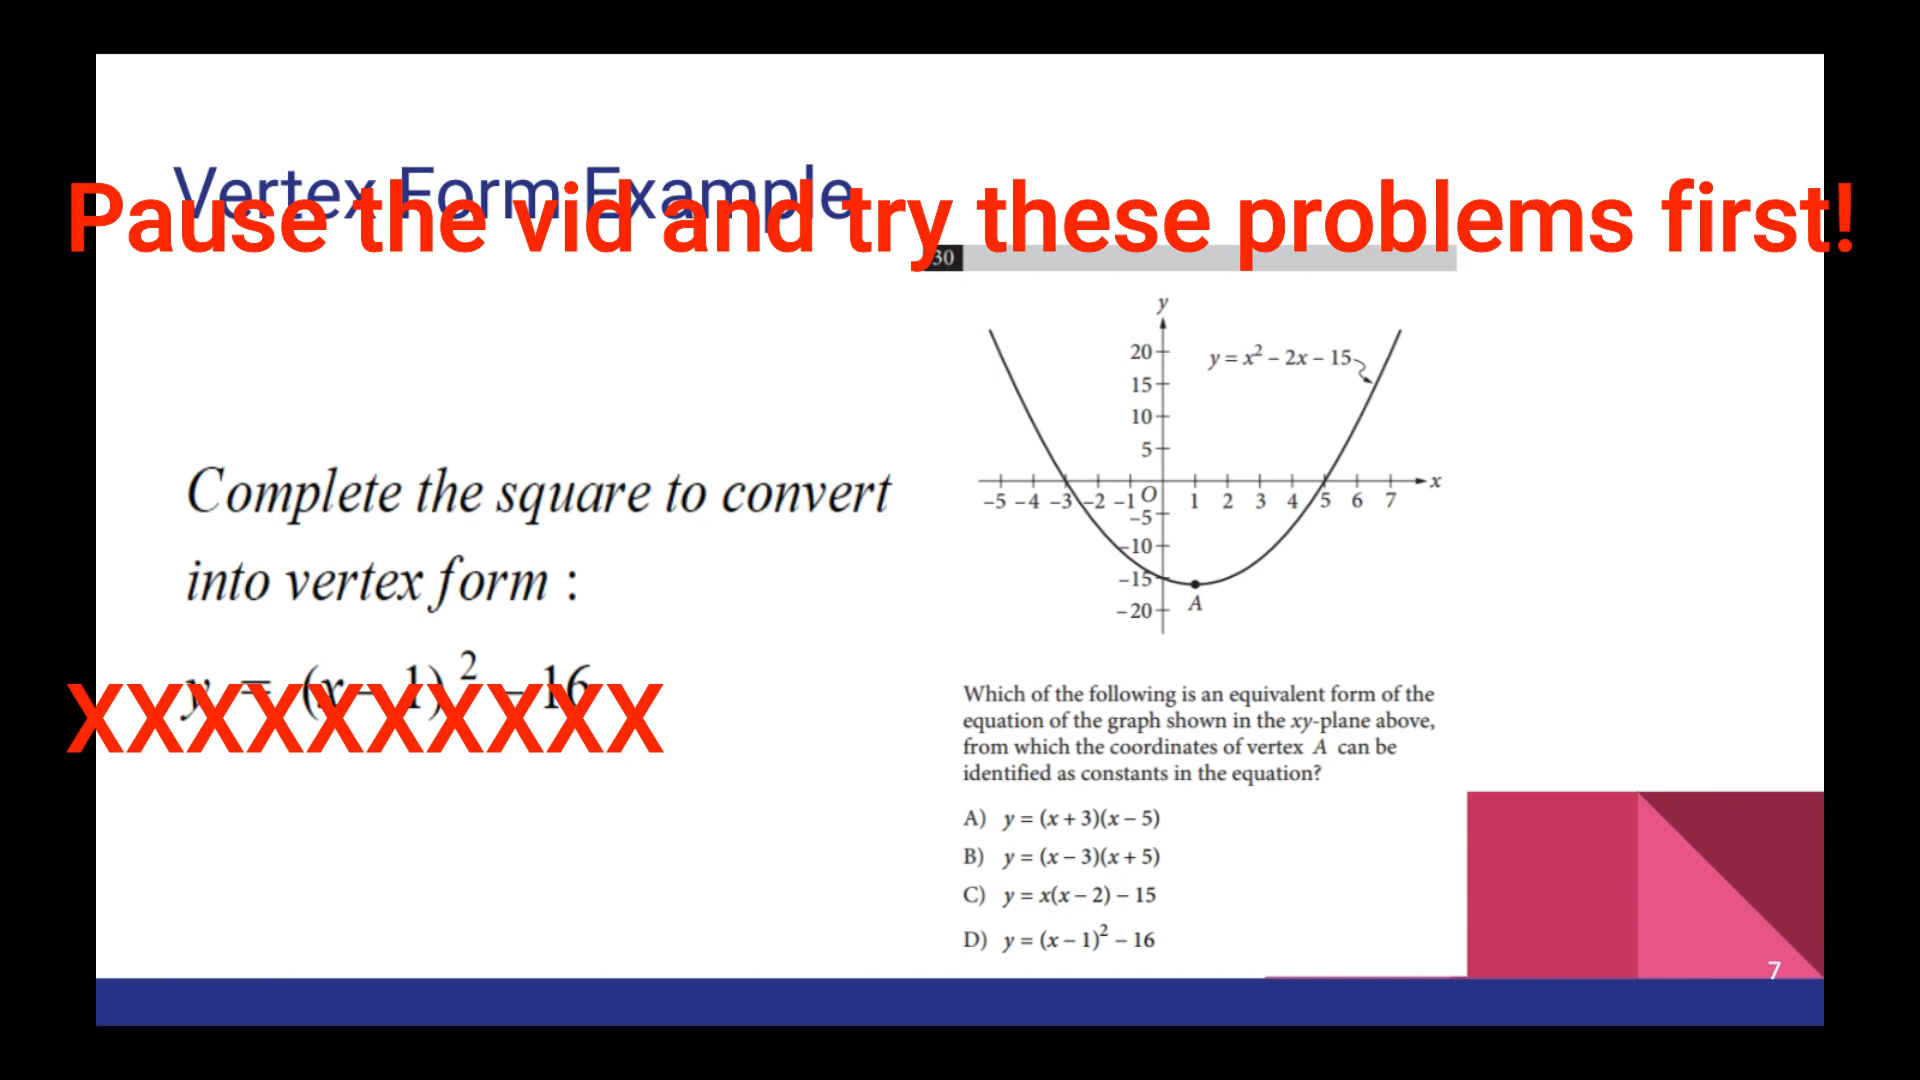 Vertex Form Example
Pause the vid and try these problems first!
30
Complete the square to convert
into vertex form :
y = (x – 1)² – 16
XXXXXXXXXX
y
20
y = x² – 2x – 15
15
10
5
x
–5 –4 –3 –2 –1 O 1 2 3 4 5 6 7
–5
–10
–15
–20
A
Which of the following is an equivalent form of the
equation of the graph shown in the xy-plane above,
from which the coordinates of vertex A can be
identified as constants in the equation?
A) y = (x + 3)(x – 5)
B) y = (x – 3)(x + 5)
C) y = x(x – 2) – 15
D) y = (x – 1)² – 16
7